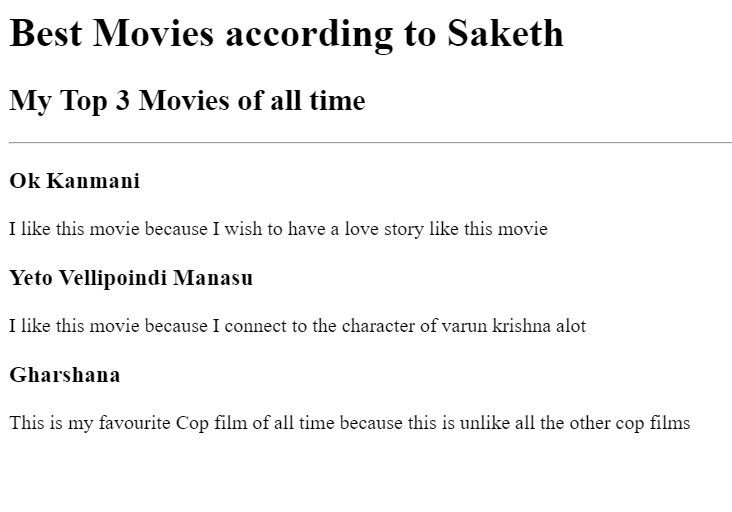 Best Movies according to Saketh
My Top 3 Movies of all time
Ok Kanmani
I like this movie because I wish to have a love story like this movie
Yeto Vellipoindi Manasu
I like this movie because I connect to the character of varun krishna alot
Gharshana
This is my favourite Cop film of all time because this is unlike all the other cop films